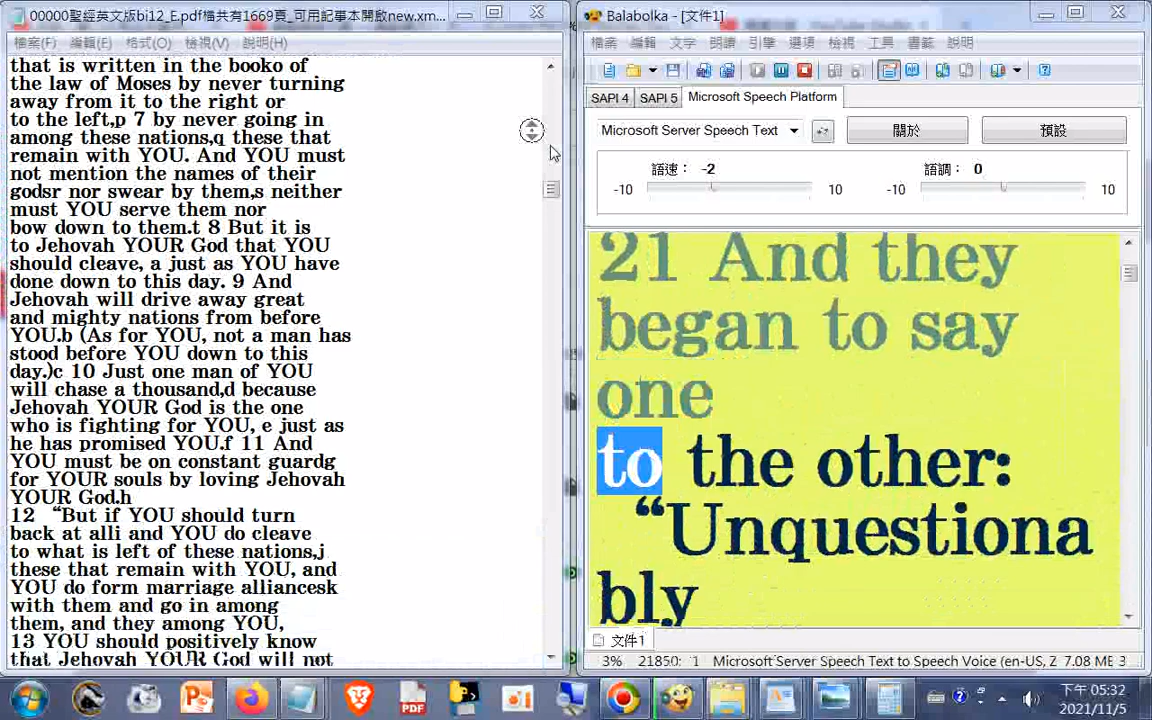 00000聖經英文版bi12_E.pdf檔共有1669頁_可用記事本開啟new.xm...
檔案(F) 編輯(E) 格式(O) 檢視(V) 說明(H)
that is written in the booko of
the law of Moses by never turning
away from it to the right or
to the left,p 7 by never going in
among these nations,q these that
remain with YOU. And YOU must
not mention the names of their
godsr nor swear by them,s neither
must YOU serve them nor
bow down to them.t 8 But it is
to Jehovah YOUR God that YOU
should cleave, a just as YOU have
done down to this day. 9 And
Jehovah will drive away great
and mighty nations from before
YOU.b (As for YOU, not a man has
stood before YOU down to this
day.)c 10 Just one man of YOU
will chase a thousand,d because
Jehovah YOUR God is the one
who is fighting for YOU, e just as
he has promised YOU.f 11 And
YOU must be on constant guardg
for YOUR souls by loving Jehovah
YOUR God.h
12 “But if YOU should turn
back at alli and YOU do cleave
to what is left of these nations,j
these that remain with YOU, and
YOU do form marriage alliancesk
with them and go in among
them, and they among YOU,
13 YOU should positively know
that Jehovah YOUR God will not
Balabolka - [文件1]
檔案 編輯 文字 朗讀 引擎 選項 檢視 工具 書籤 說明
SAPI 4 SAPI 5 Microsoft Speech Platform
Microsoft Server Speech Text 關於 預設
語速： -2 語調： 0
-10 10 -10 10
21 And they
began to say
one
to the other:
“Unquestiona
bly
文件1
3% 21850: 1 Microsoft Server Speech Text to Speech Voice (en-US, Z 7.08 MB 3
PDF
下午 05:32
2021/11/5